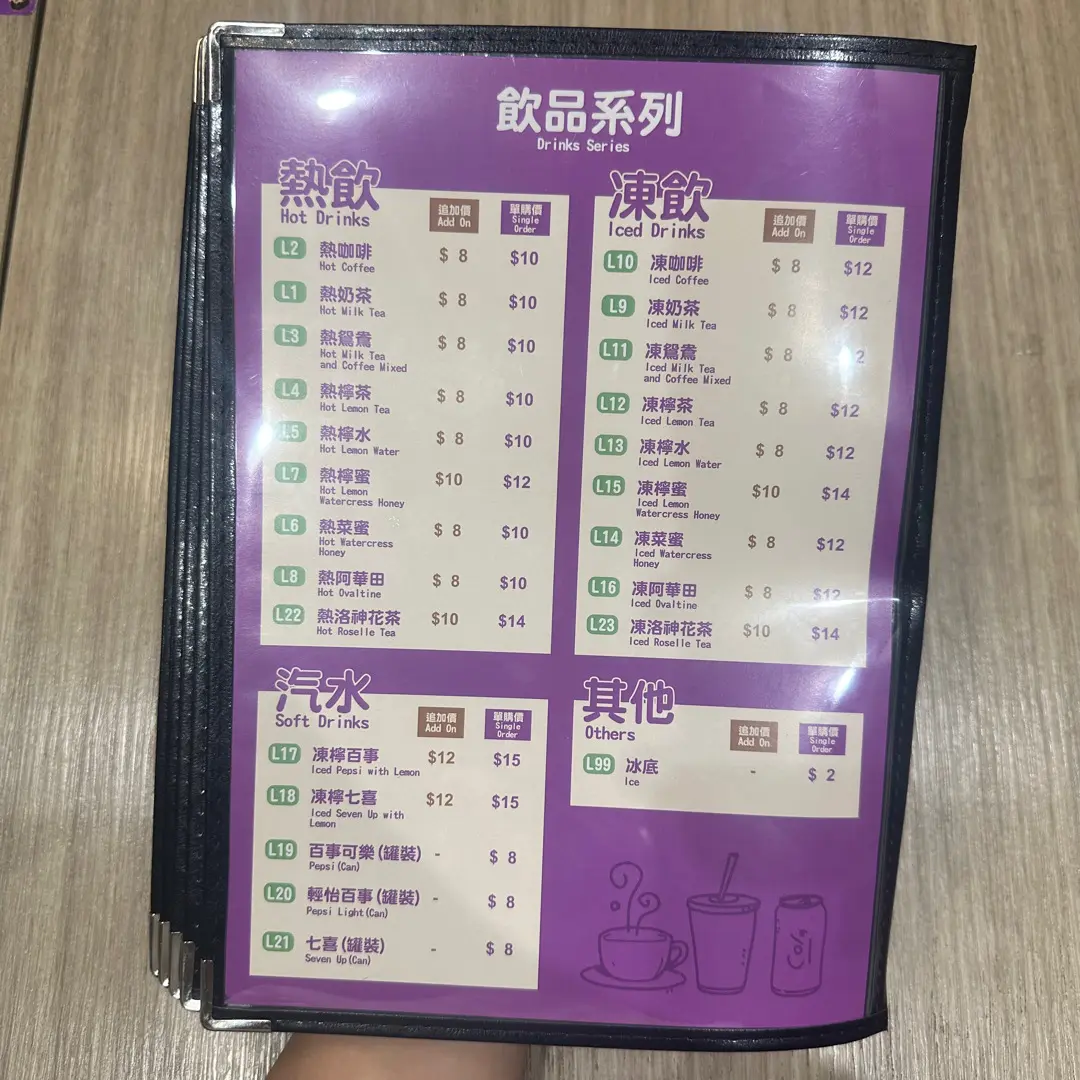 飲品系列
Drinks Series
熱飲
Hot Drinks
追加價
Add On
單購價
Single
Order
L2 熱咖啡 $ 8 $10
Hot Coffee
L1 熱奶茶 $ 8 $10
Hot Milk Tea
L3 熱鴛鴦 $ 8 $10
Hot Milk Tea
and Coffee Mixed
L4 熱檸茶 $ 8 $10
Hot Lemon Tea
L5 熱檸水 $ 8 $10
Hot Lemon Water
L7 熱檸蜜 $10 $12
Hot Lemon
Watercress Honey
L6 熱菜蜜 $ 8 $10
Hot Watercress
Honey
L8 熱阿華田 $ 8 $10
Hot Ovaltine
L22 熱洛神花茶 $10 $14
Hot Roselle Tea
凍飲
Iced Drinks
追加價
Add On
單購價
Single
Order
L10 凍咖啡 $ 8 $12
Iced Coffee
L9 凍奶茶 $ 8 $12
Iced Milk Tea
L11 凍鴛鴦 $ 8 2
Iced Milk Tea
and Coffee Mixed
L12 凍檸茶 $ 8 $12
Iced Lemon Tea
L13 凍檸水 $ 8 $12
Iced Lemon Water
L15 凍檸蜜 $10 $14
Iced Lemon
Watercress Honey
L14 凍菜蜜 $ 8 $12
Iced Watercress
Honey
L16 凍阿華田 $ 8 $12
Iced Ovaltine
L23 凍洛神花茶 $10 $14
Iced Roselle Tea
汽水
Soft Drinks
追加價
Add On
單購價
Single
Order
L17 凍檸百事 $12 $15
Iced Pepsi with Lemon
L18 凍檸七喜 $12 $15
Iced Seven Up with
Lemon
L19 百事可樂(罐裝) - $ 8
Pepsi(Can)
L20 輕怡百事(罐裝) - $ 8
Pepsi Light(Can)
L21 七喜(罐裝) - $ 8
Seven Up(Can)
其他
Others
追加價
Add On
單購價
Single
Order
L99 冰底 - $ 2
Ice
Cola